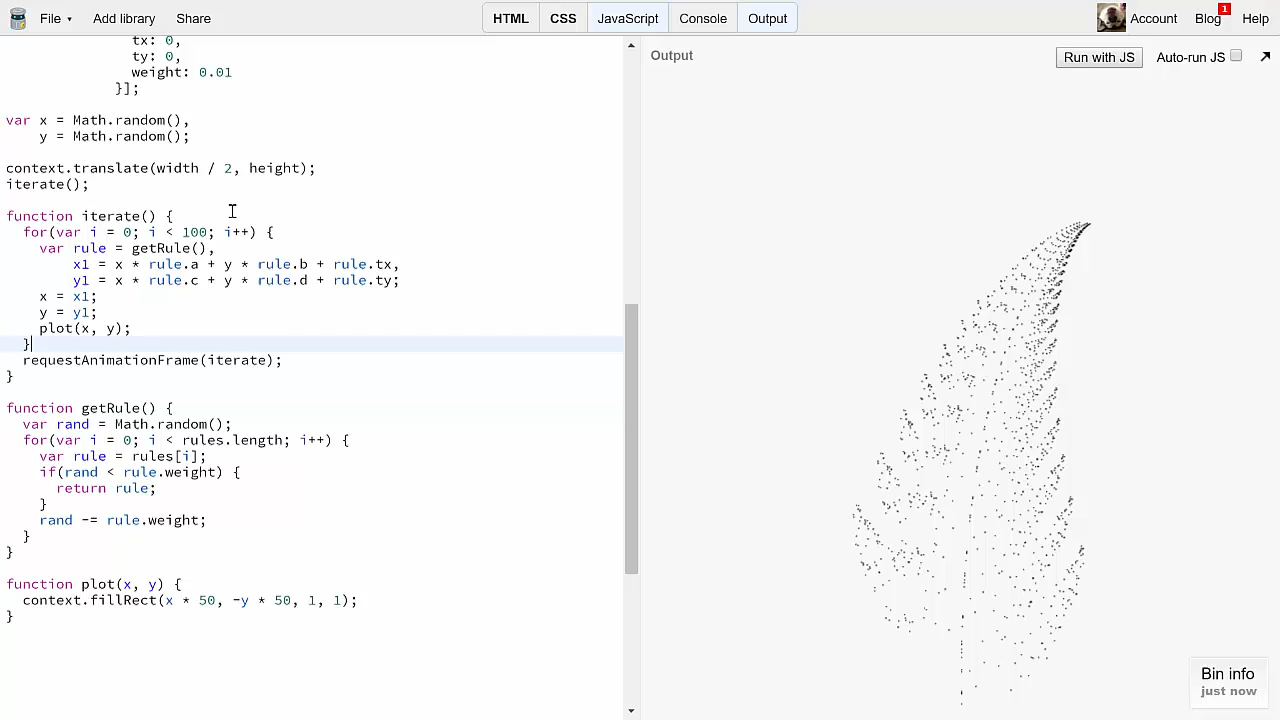 File ▾ Add library Share HTML CSS JavaScript Console Output Account Blog 1 Help
tx: 0,
ty: 0,
weight: 0.01
}];
var x = Math.random(),
y = Math.random();
context.translate(width / 2, height);
iterate();
function iterate() {
for(var i = 0; i < 100; i++) {
var rule = getRule(),
x1 = x * rule.a + y * rule.b + rule.tx,
y1 = x * rule.c + y * rule.d + rule.ty;
x = x1;
y = y1;
plot(x, y);
}
requestAnimationFrame(iterate);
}
function getRule() {
var rand = Math.random();
for(var i = 0; i < rules.length; i++) {
var rule = rules[i];
if(rand < rule.weight) {
return rule;
}
rand -= rule.weight;
}
}
function plot(x, y) {
context.fillRect(x * 50, -y * 50, 1, 1);
}
Output Run with JS Auto-run JS
Bin info
just now